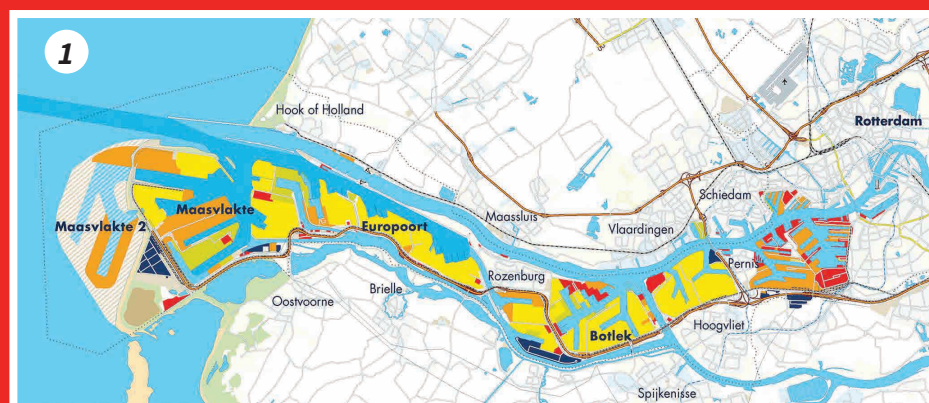 1
Hook of Holland
Rotterdam
Schiedam
Maassluis
Maasvlakte
Maasvlakte 2
Europoort
Vlaardingen
Pernis
Rozenburg
Brielle
Oostvoorne
Hoogvliet
Botlek
Spijkenisse